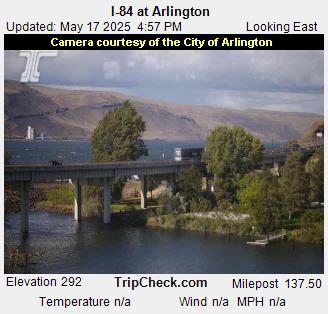 I-84 at Arlington
Updated: May 17 2025 4:57 PM Looking East
Camera courtesy of the City of Arlington
Elevation 292 TripCheck.com Milepost 137.50
Temperature n/a Wind n/a MPH n/a